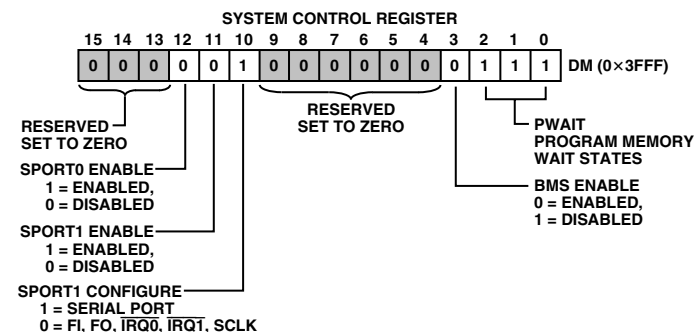 SYSTEM CONTROL REGISTER
15 14 13 12 11 10 9 8 7 6 5 4 3 2 1 0
0 0 0 0 0 1 0 0 0 0 0 0 0 1 1 1 DM (0×3FFF)
RESERVED
SET TO ZERO
SPORT0 ENABLE
1 = ENABLED,
0 = DISABLED
SPORT1 ENABLE
1 = ENABLED,
0 = DISABLED
SPORT1 CONFIGURE
1 = SERIAL PORT
0 = FI, FO, I̅R̅Q̅0̅, I̅R̅Q̅1̅, SCLK
RESERVED
SET TO ZERO
PWAIT
PROGRAM MEMORY
WAIT STATES
BMS ENABLE
0 = ENABLED,
1 = DISABLED